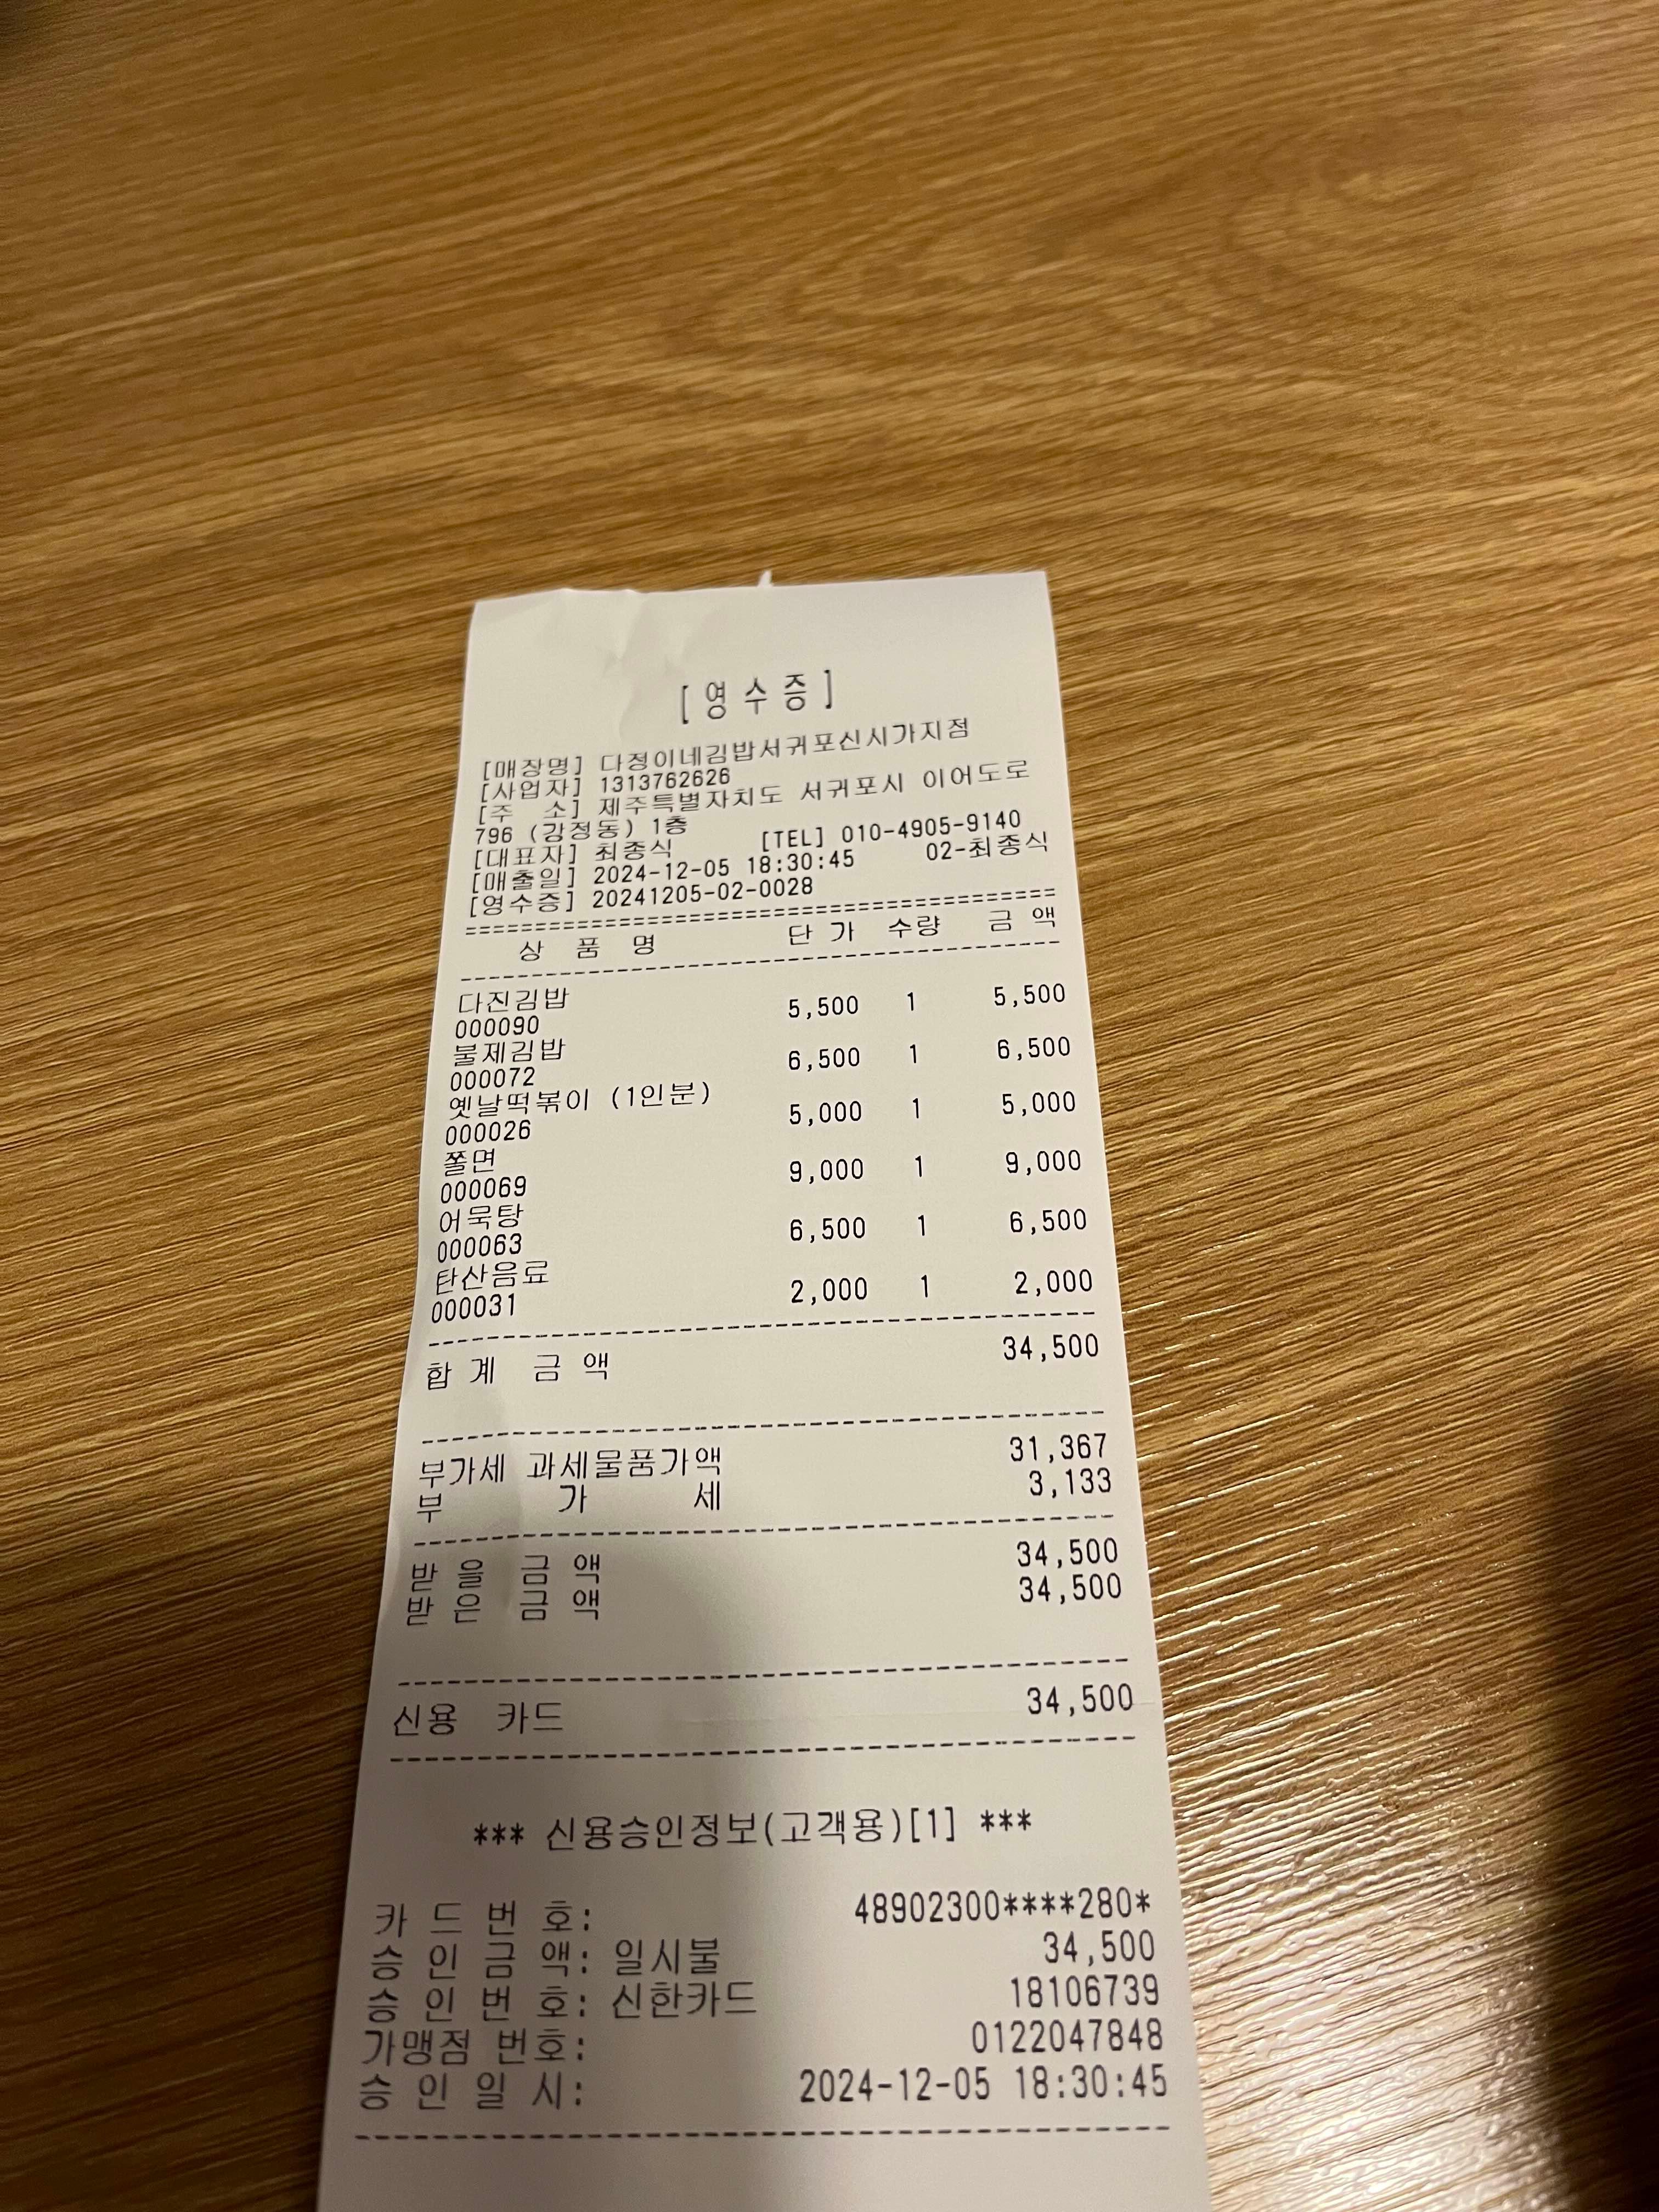 [영수증]
[매장명] 다정이네김밥서귀포신시가지점
[사업자] 1313762626
[주 소] 제주특별자치도 서귀포시 이어도로
796 (강정동) 1층
[대표자] 최종식 [TEL] 010-4905-9140
[매출일] 2024-12-05 18:30:45 02-최종식
[영수증] 20241205-02-0028
상 품 명 단 가 수량 금 액
다진김밥
000090 5,500 1 5,500
불제김밥
000072 6,500 1 6,500
옛날떡볶이 (1인분)
000026 5,000 1 5,000
쫄면
000069 9,000 1 9,000
어묵탕
000063 6,500 1 6,500
탄산음료
000031 2,000 1 2,000
합 계 금 액 34,500
부가세 과세물품가액 31,367
부 가 세 3,133
받 을 금 액 34,500
받 은 금 액 34,500
신용 카드 34,500
*** 신용승인정보(고객용)[1] ***
카 드 번 호: 48902300****280*
승 인 금 액: 일시불 34,500
승 인 번 호: 신한카드 18106739
가맹점 번호: 0122047848
승 인 일 시: 2024-12-05 18:30:45